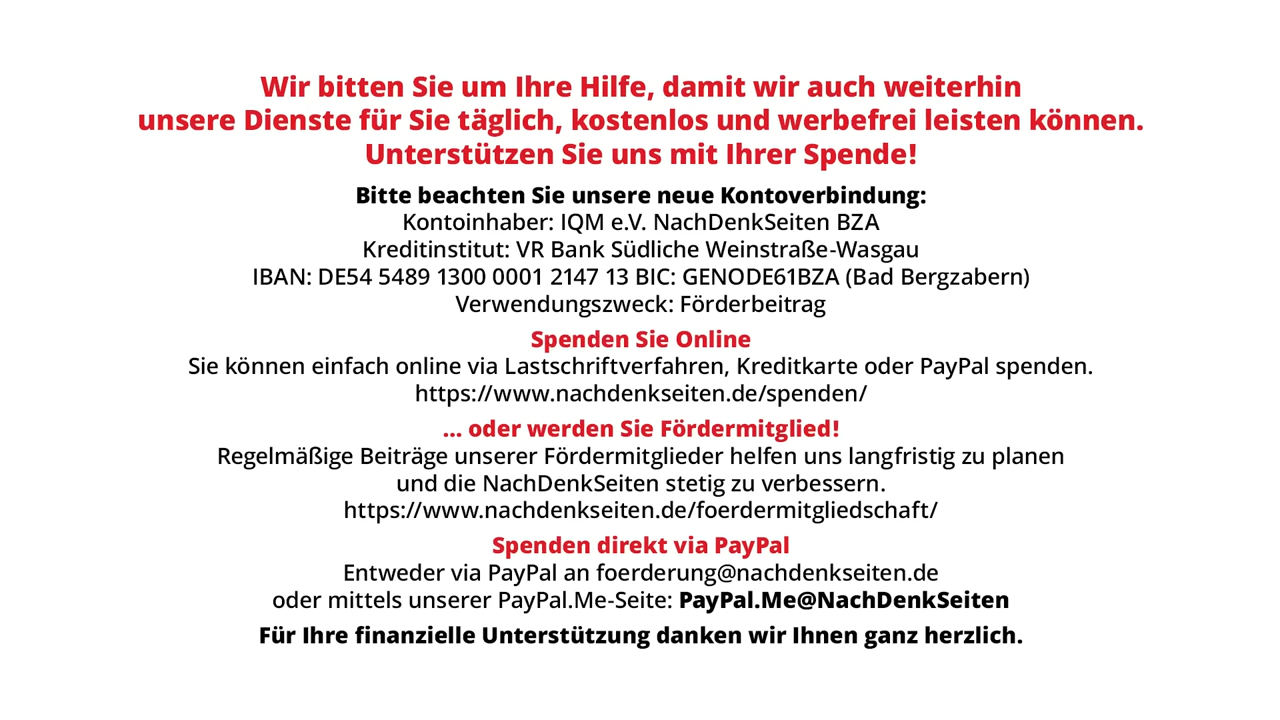 Wir bitten Sie um Ihre Hilfe, damit wir auch weiterhin
unsere Dienste für Sie täglich, kostenlos und werbefrei leisten können.
Unterstützen Sie uns mit Ihrer Spende!
Bitte beachten Sie unsere neue Kontoverbindung:
Kontoinhaber: IQM e.V. NachDenkSeiten BZA
Kreditinstitut: VR Bank Südliche Weinstraße-Wasgau
IBAN: DE54 5489 1300 0001 2147 13 BIC: GENODE61BZA (Bad Bergzabern)
Verwendungszweck: Förderbeitrag
Spenden Sie Online
Sie können einfach online via Lastschriftverfahren, Kreditkarte oder PayPal spenden.
https://www.nachdenkseiten.de/spenden/
... oder werden Sie Fördermitglied!
Regelmäßige Beiträge unserer Fördermitglieder helfen uns langfristig zu planen
und die NachDenkSeiten stetig zu verbessern.
https://www.nachdenkseiten.de/foerdermitgliedschaft/
Spenden direkt via PayPal
Entweder via PayPal an foerderung@nachdenkseiten.de
oder mittels unserer PayPal.Me-Seite: PayPal.Me@NachDenkSeiten
Für Ihre finanzielle Unterstützung danken wir Ihnen ganz herzlich.